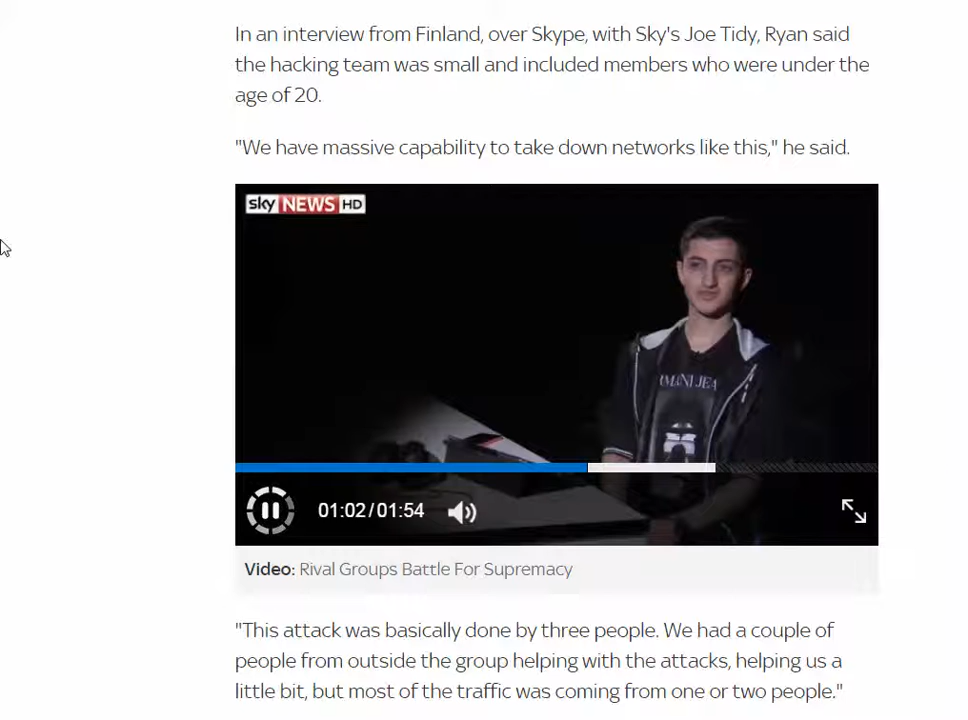 In an interview from Finland, over Skype, with Sky's Joe Tidy, Ryan said
the hacking team was small and included members who were under the
age of 20.
"We have massive capability to take down networks like this," he said.
sky NEWS HD
RMANI JEA
01:02/01:54
Video: Rival Groups Battle For Supremacy
"This attack was basically done by three people. We had a couple of
people from outside the group helping with the attacks, helping us a
little bit, but most of the traffic was coming from one or two people."